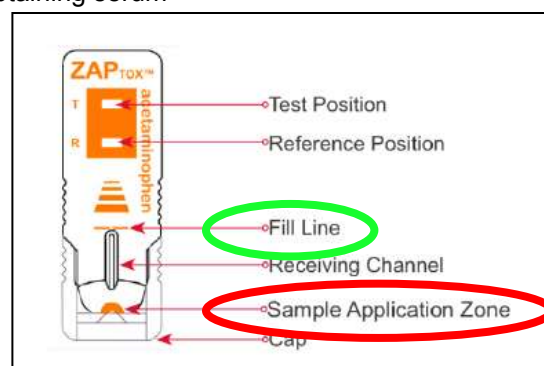 ZAPTOX™
T
acetaminophen
R
Test Position
Reference Position
Fill Line
Receiving Channel
Sample Application Zone
Cap